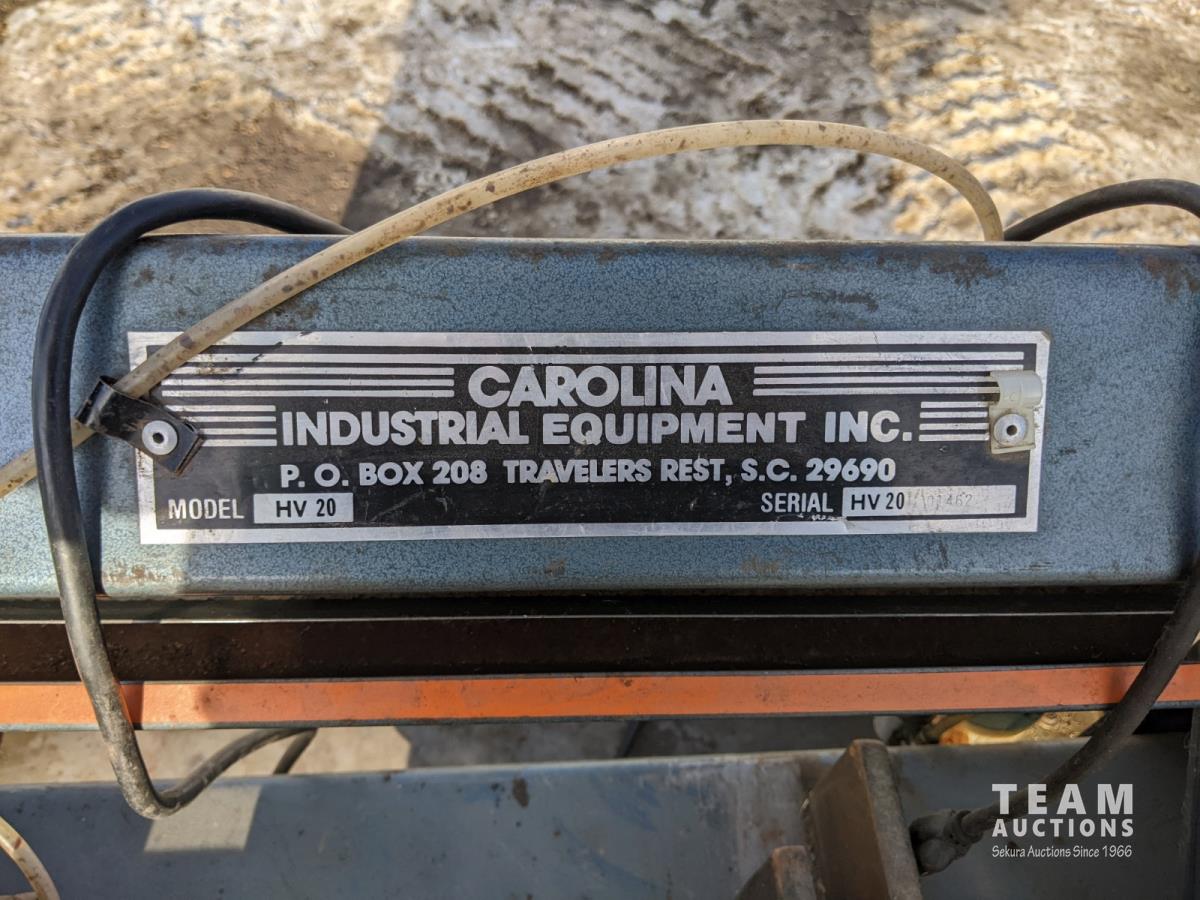 CAROLINA
INDUSTRIAL EQUIPMENT INC.
P. O. BOX 208 TRAVELERS REST, S.C. 29690
MODEL HV 20 SERIAL HV 20
TEAM
AUCTIONS
Sekura Auctions Since 1966